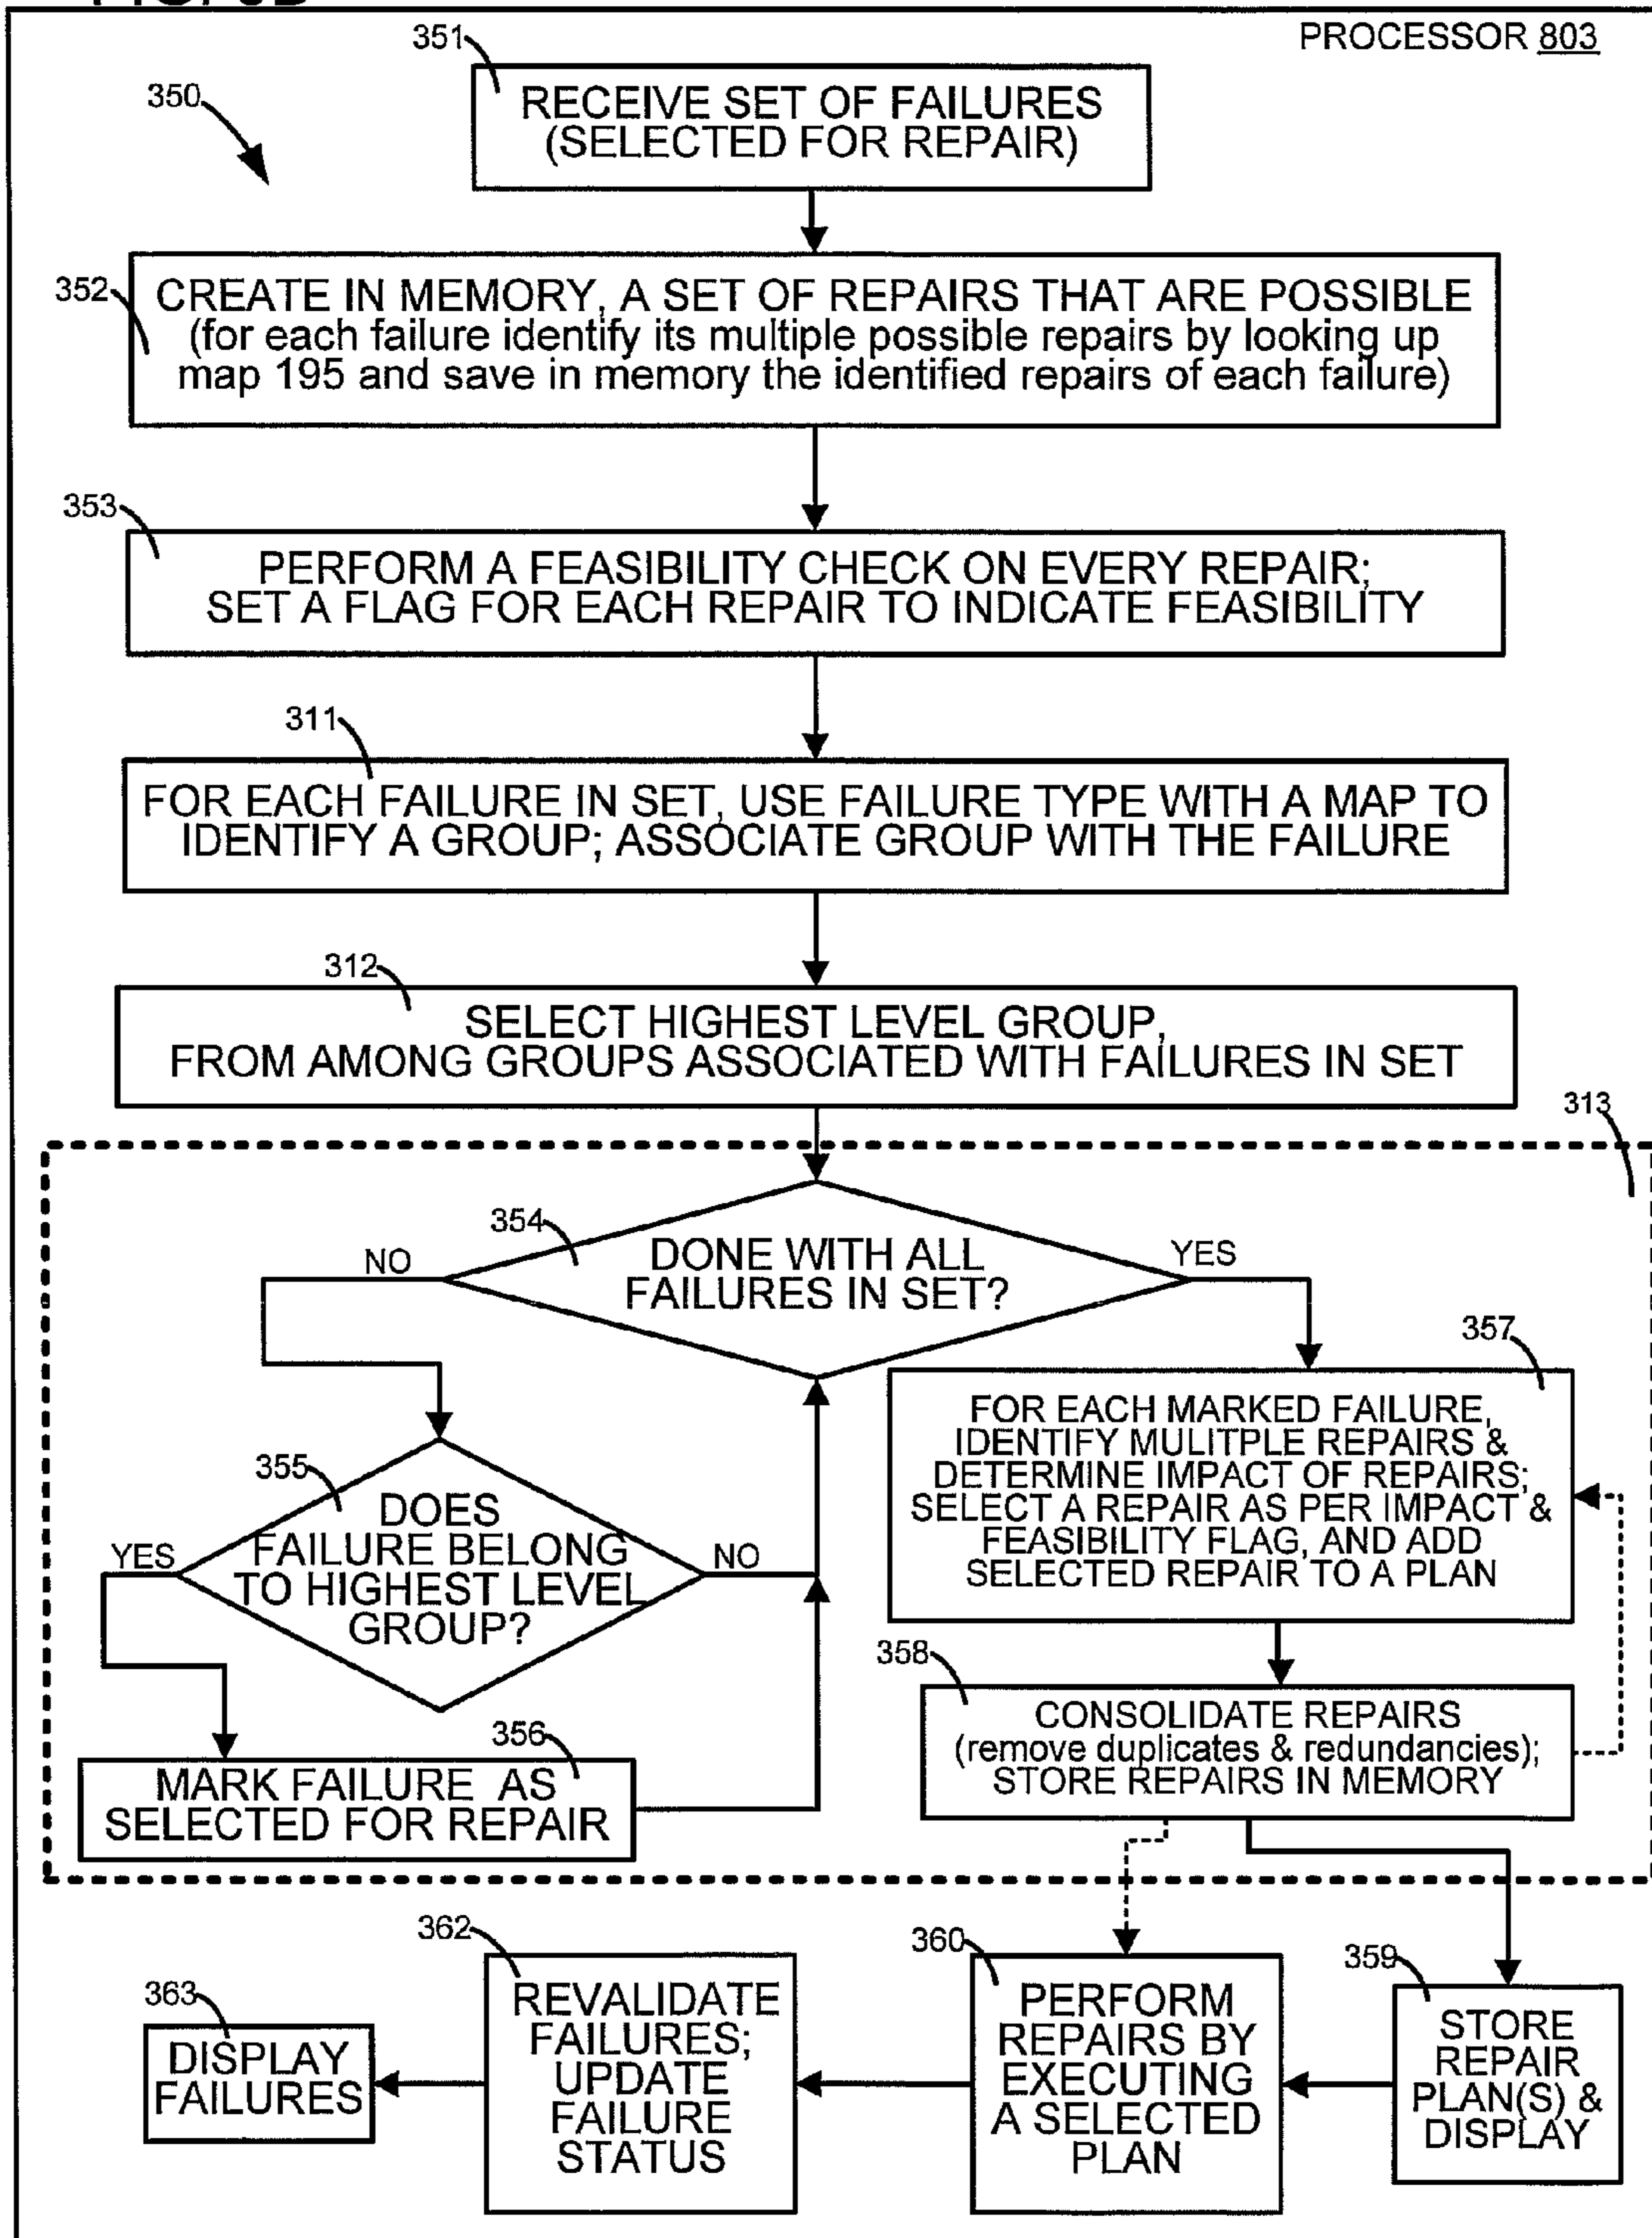 PROCESSOR 803
351
350
RECEIVE SET OF FAILURES
(SELECTED FOR REPAIR)
352
CREATE IN MEMORY, A SET OF REPAIRS THAT ARE POSSIBLE
(for each failure identify its multiple possible repairs by looking up
map 195 and save in memory the identified repairs of each failure)
353
PERFORM A FEASIBILITY CHECK ON EVERY REPAIR;
SET A FLAG FOR EACH REPAIR TO INDICATE FEASIBILITY
311
FOR EACH FAILURE IN SET, USE FAILURE TYPE WITH A MAP TO
IDENTIFY A GROUP; ASSOCIATE GROUP WITH THE FAILURE
312
SELECT HIGHEST LEVEL GROUP,
FROM AMONG GROUPS ASSOCIATED WITH FAILURES IN SET
313
354
NO
DONE WITH ALL
FAILURES IN SET?
YES
355
DOES
FAILURE BELONG
TO HIGHEST LEVEL
GROUP?
YES
NO
356
MARK FAILURE AS
SELECTED FOR REPAIR
357
FOR EACH MARKED FAILURE,
IDENTIFY MULITPLE REPAIRS &
DETERMINE IMPACT OF REPAIRS;
SELECT A REPAIR AS PER IMPACT &
FEASIBILITY FLAG, AND ADD
SELECTED REPAIR TO A PLAN
358
CONSOLIDATE REPAIRS
(remove duplicates & redundancies);
STORE REPAIRS IN MEMORY
359
STORE
REPAIR
PLAN(S) &
DISPLAY
360
PERFORM
REPAIRS BY
EXECUTING
A SELECTED
PLAN
362
REVALIDATE
FAILURES;
UPDATE
FAILURE
STATUS
363
DISPLAY
FAILURES